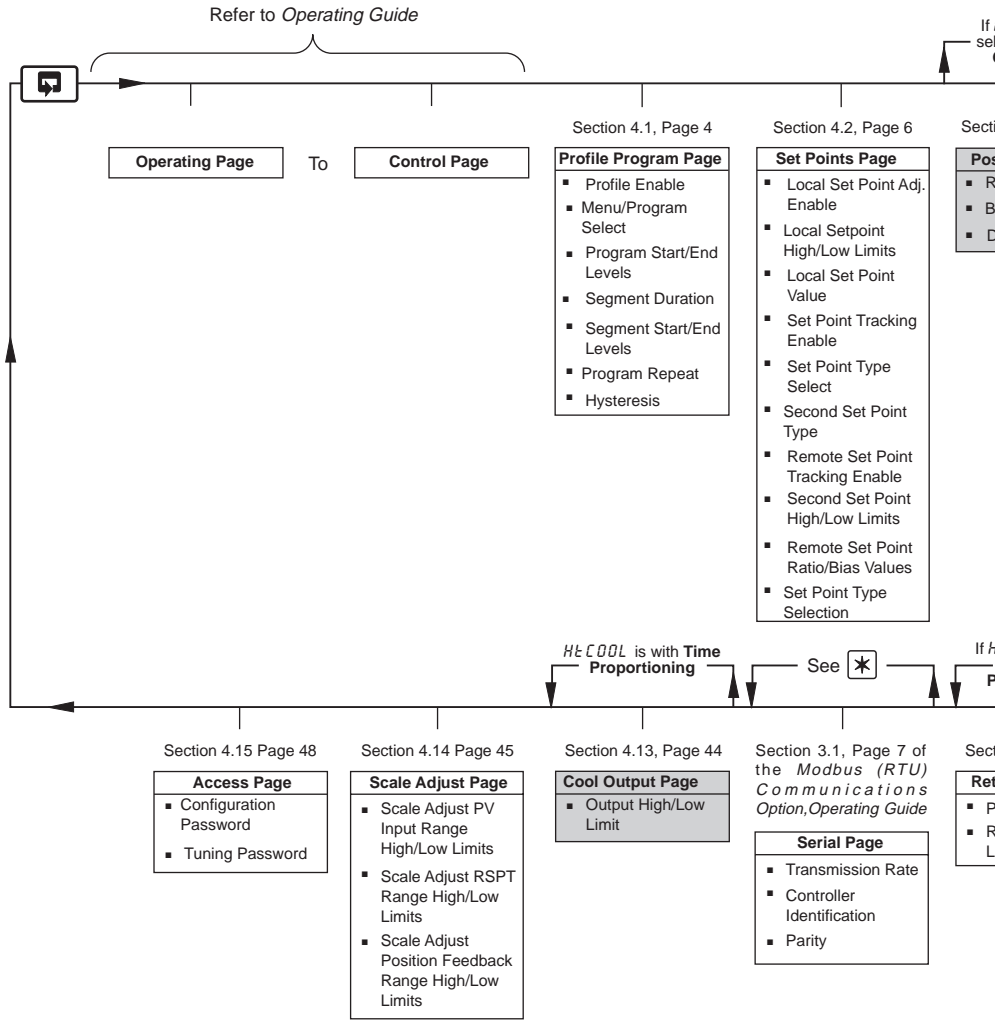 Refer to Operating Guide
If
Section 4.1, Page 4
Section 4.2, Page 6
Operating Page
To
Control Page
Profile Program Page
▪ Profile Enable
▪ Menu/Program
Select
▪ Program Start/End
Levels
▪ Segment Duration
▪ Segment Start/End
Levels
▪ Program Repeat
▪ Hysteresis
Set Points Page
▪ Local Set Point Adj.
Enable
▪ Local Setpoint
High/Low Limits
▪ Local Set Point
Value
▪ Set Point Tracking
Enable
▪ Set Point Type
Select
▪ Second Set Point
Type
▪ Remote Set Point
Tracking Enable
▪ Second Set Point
High/Low Limits
▪ Remote Set Point
Ratio/Bias Values
▪ Set Point Type
Selection
Pos
▪ R
▪ B
▪ D
HtCOOL is with Time
Proportioning
See
If H
P
Section 4.15 Page 48
Access Page
▪ Configuration
Password
▪ Tuning Password
Section 4.14 Page 45
Scale Adjust Page
▪ Scale Adjust PV
Input Range
High/Low Limits
▪ Scale Adjust RSPT
Range High/Low
Limits
▪ Scale Adjust
Position Feedback
Range High/Low
Limits
Section 4.13, Page 44
Cool Output Page
▪ Output High/Low
Limit
Section 3.1, Page 7 of
the Modbus (RTU)
Communications
Option,Operating Guide
Serial Page
▪ Transmission Rate
▪ Controller
Identification
▪ Parity
Sect
Ret
▪ P
▪ R
L